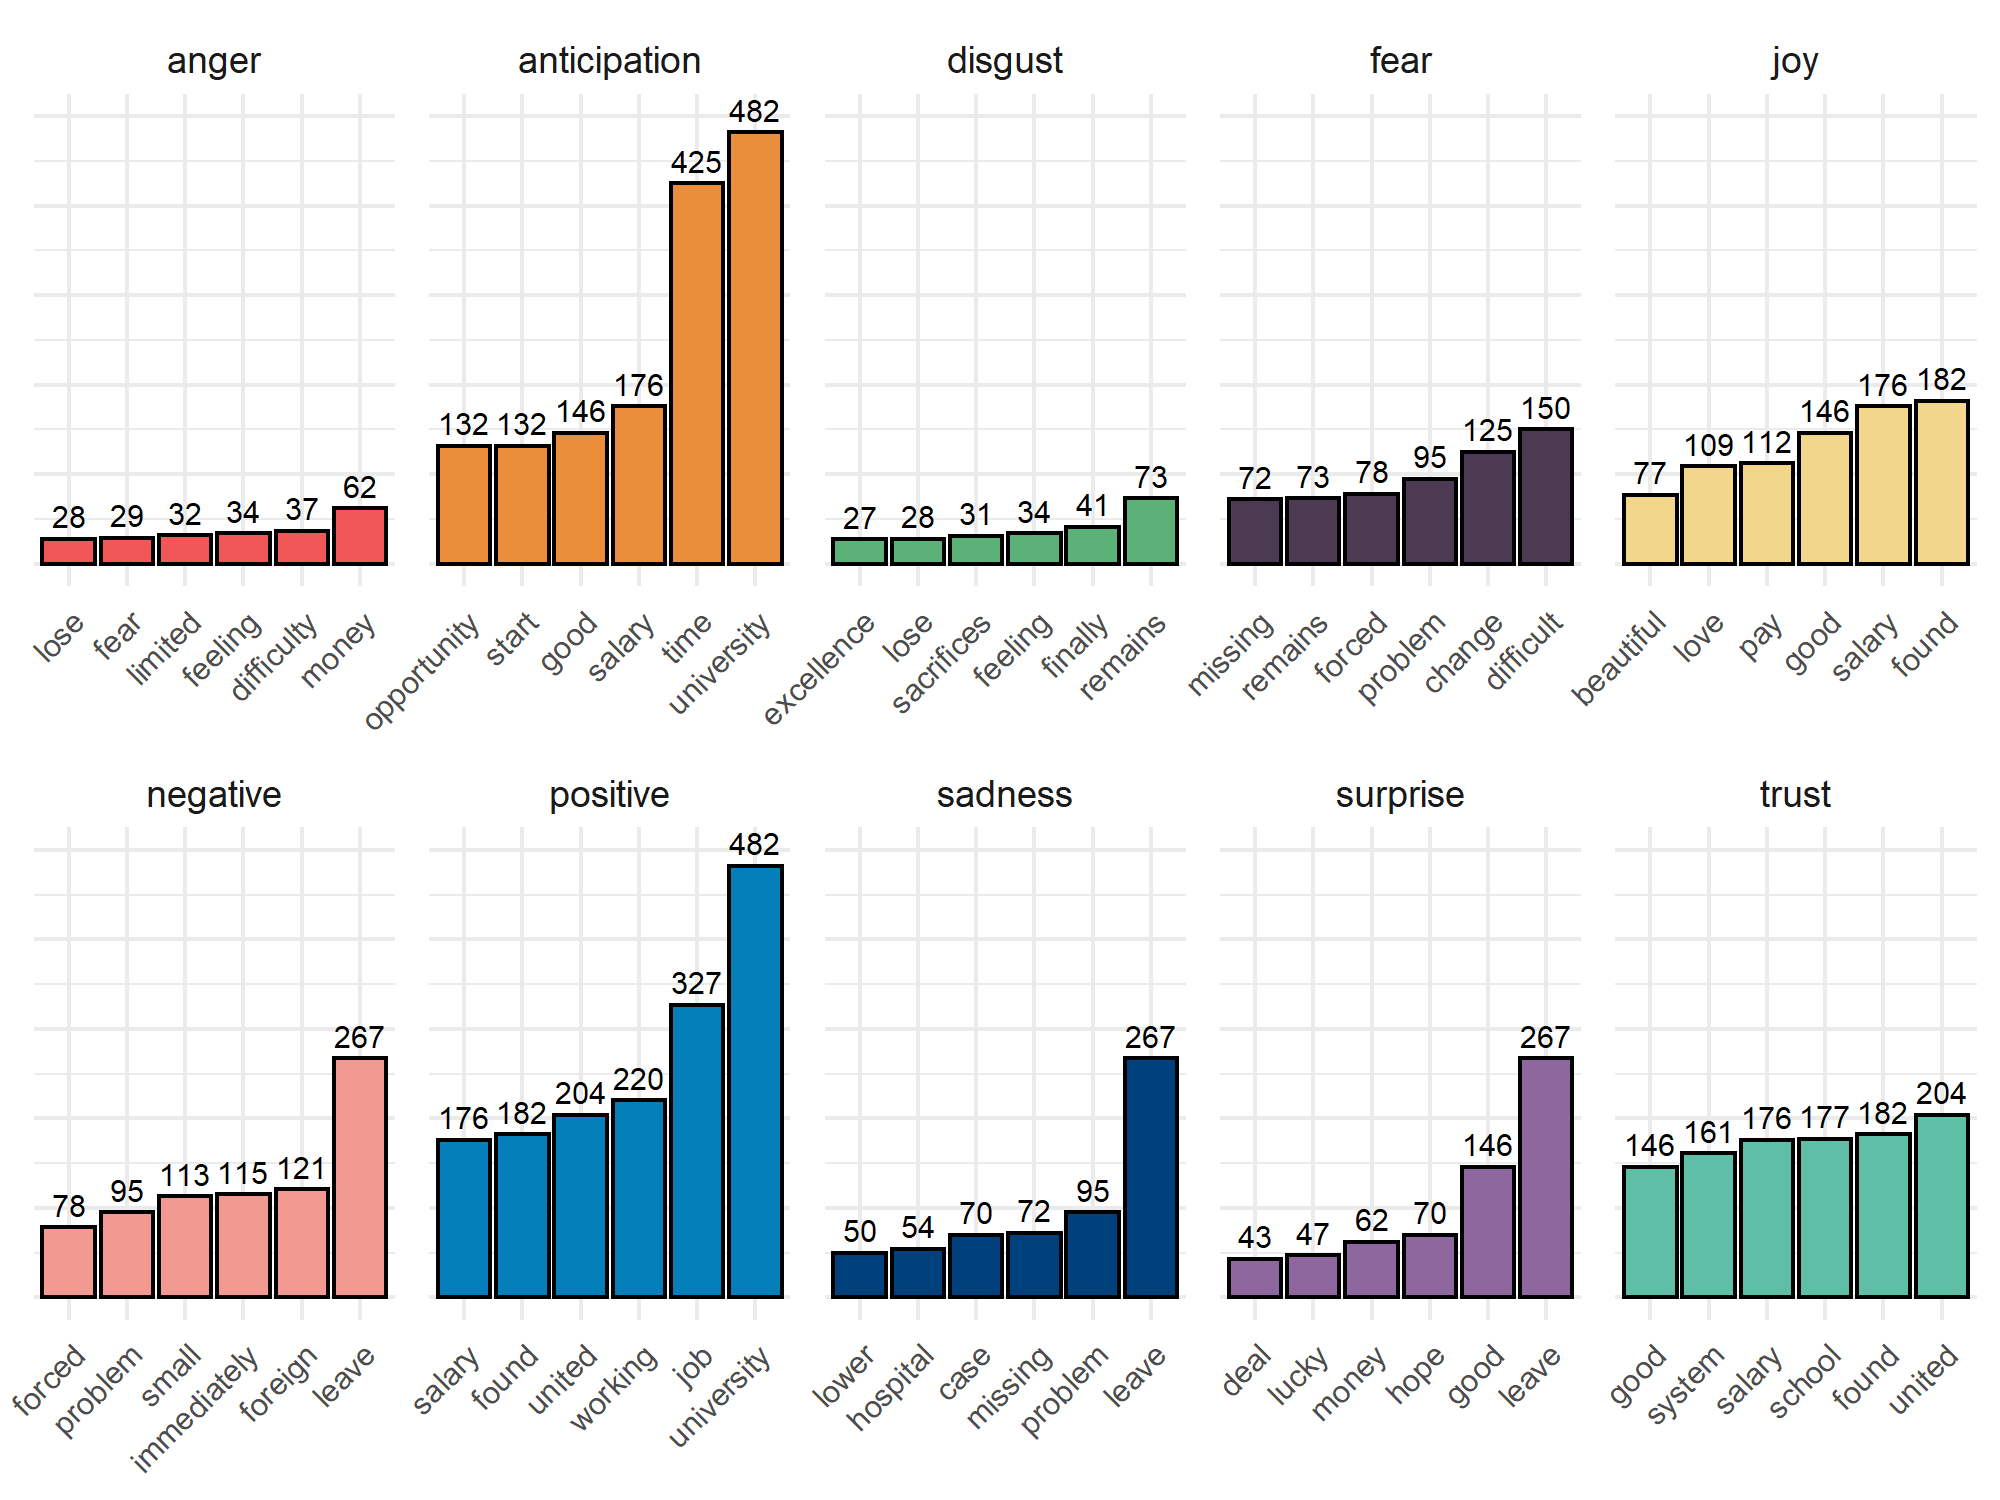 anger
anticipation
disgust
fear
joy
28 29 32 34 37 62
132 132 146 176 425 482
27 28 31 34 41 73
72 73 78 95 125 150
77 109 112 146 176 182
lose fear limited feeling difficulty money
opportunity start good salary time university
excellence lose sacrifices feeling finally remains
missing remains forced problem change difficult
beautiful love pay good salary found
negative
positive
sadness
surprise
trust
78 95 113 115 121 267
176 182 204 220 327 482
50 54 70 72 95 267
43 47 62 70 146 267
146 161 176 177 182 204
forced problem small immediately foreign leave
salary found united working job university
lower hospital case missing problem leave
deal lucky money hope good leave
good system salary school found united